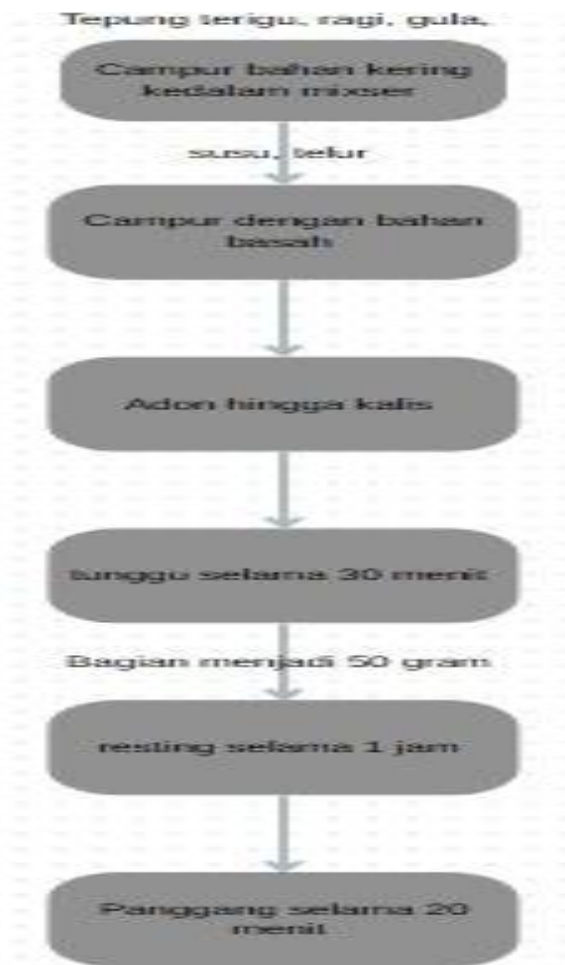 Tepung terigu, ragi, gula,
Campur bahan kering
kedalam mixser
susu, telur
Campur dengan bahan
basah
Adon hingga kalis
tunggu selama 30 menit
Bagian menjadi 50 gram
resting selama 1 jam
Panggang selama 20
menit